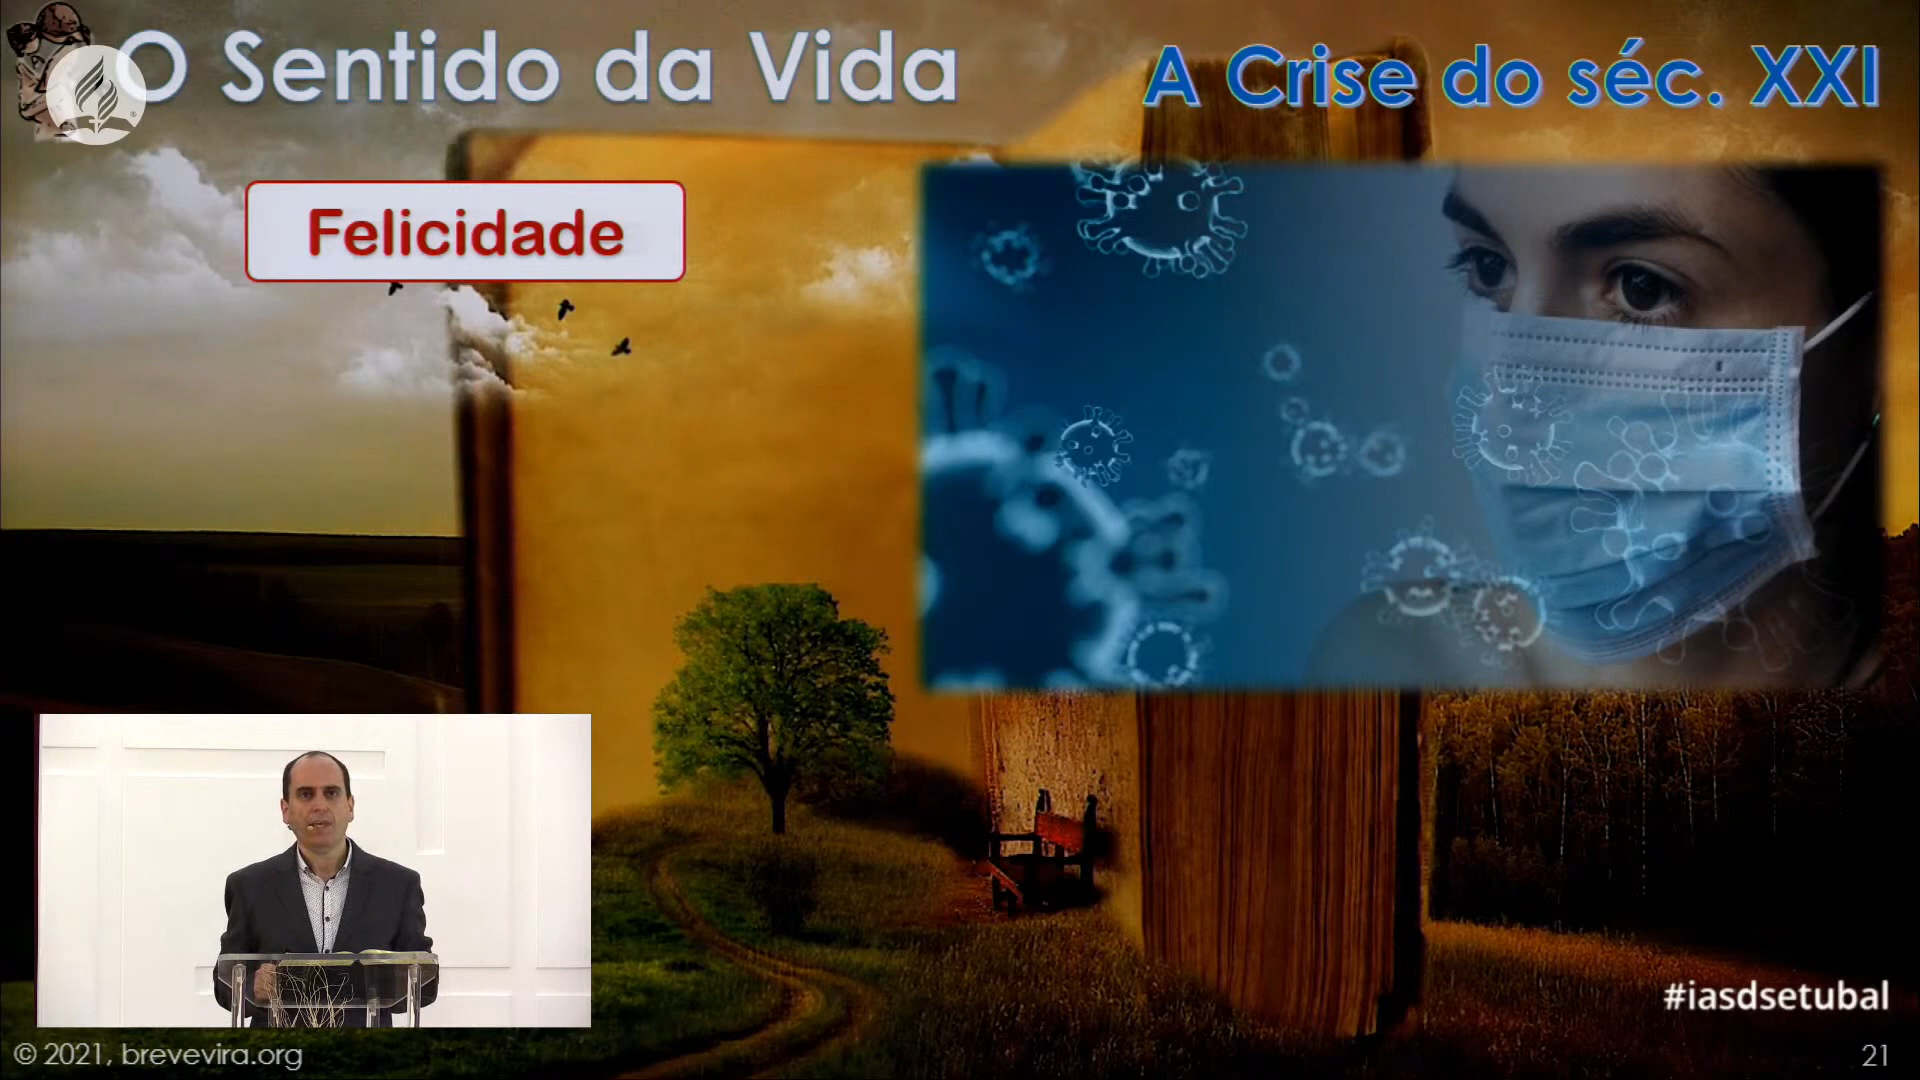 O Sentido da Vida
A Crise do séc. XXI
Felicidade
#iasdsetubal
© 2021, brevevira.org
21